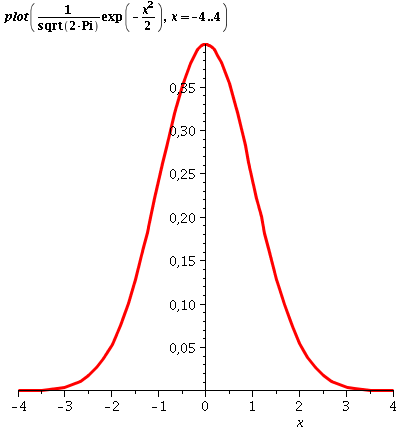 plot(1/sqrt(2·Pi) exp(-x²/2), x=-4..4)
0,35
0,30
0,25
0,20
0,15
0,10
0,05
-4 -3 -2 -1 0 1 2 3 4
x